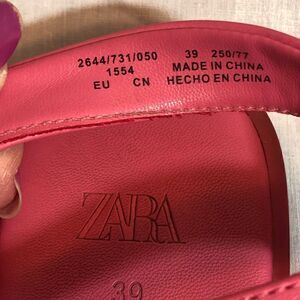 2644/731/050 39 250/77
1554 MADE IN CHINA
EU CN HECHO EN CHINA
ZARA
39